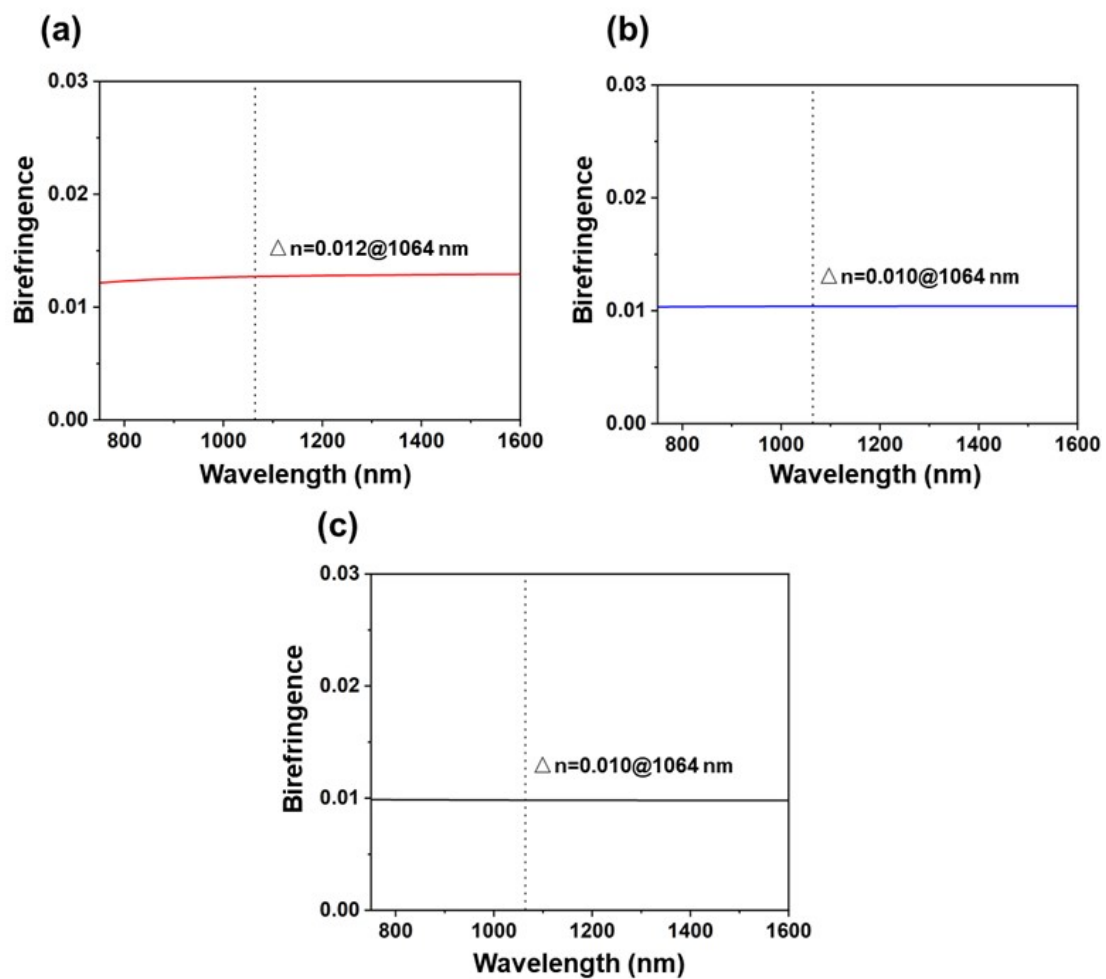 (a)
0.03
0.02
0.01
0.00
Birefringence
△ n=0.012@1064 nm
800 1000 1200 1400 1600
Wavelength (nm)
(b)
0.03
0.02
0.01
0.00
Birefringence
△ n=0.010@1064 nm
800 1000 1200 1400 1600
Wavelength (nm)
(c)
0.03
0.02
0.01
0.00
Birefringence
△ n=0.010@1064 nm
800 1000 1200 1400 1600
Wavelength (nm)